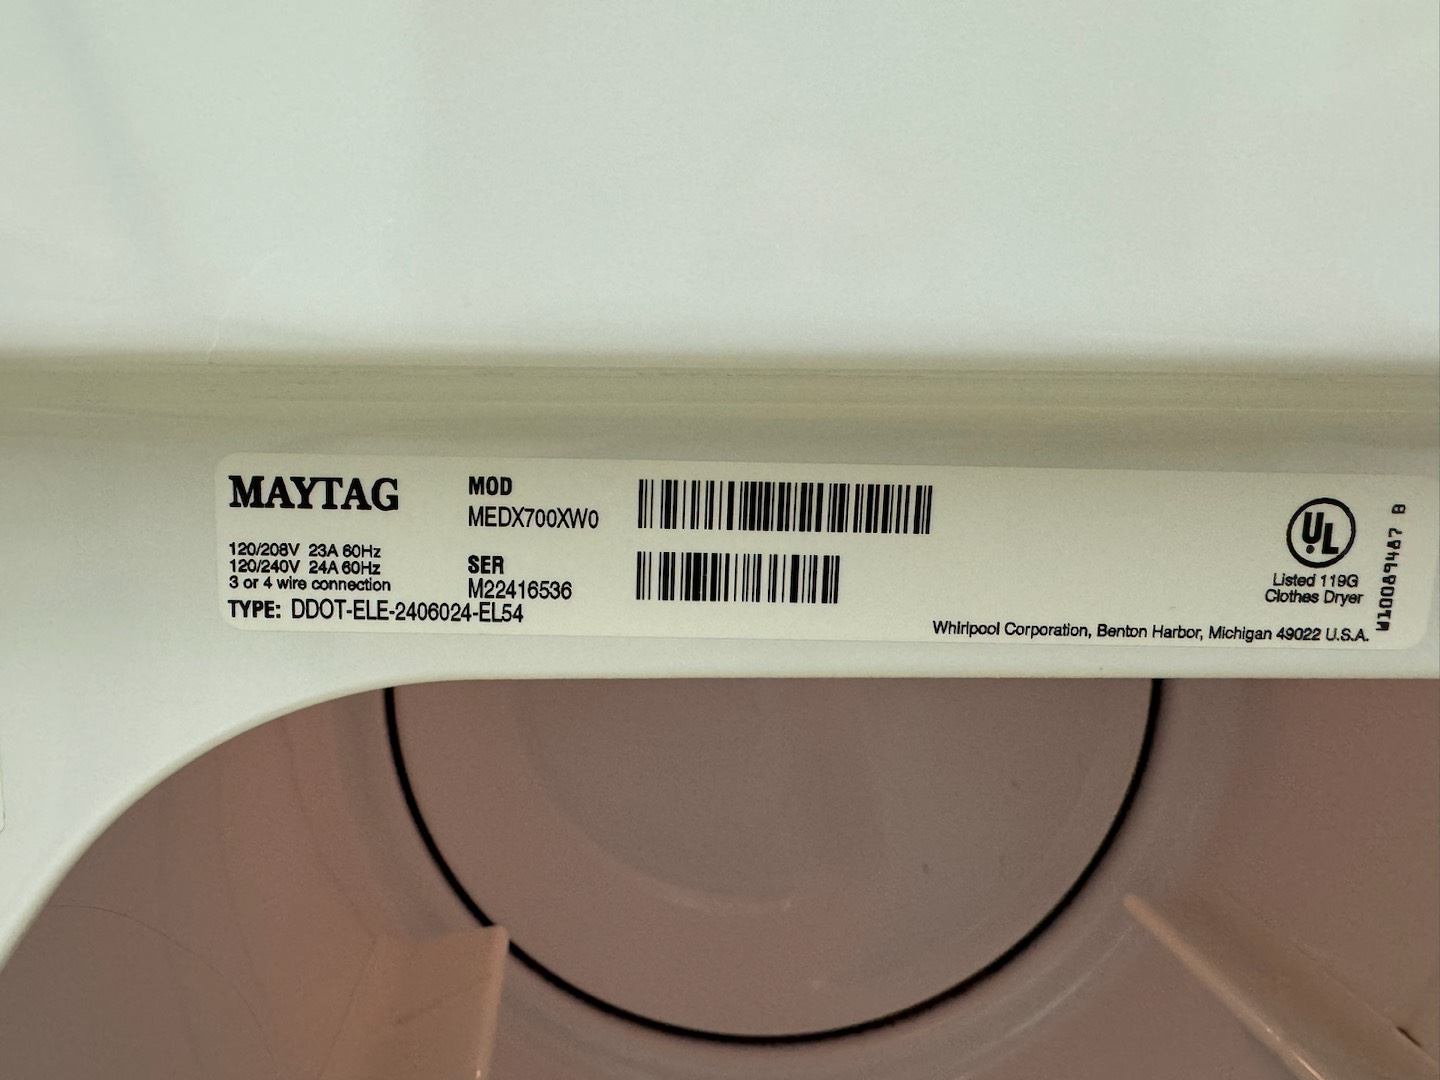 MAYTAG
120/208V 23A 60Hz
120/240V 24A 60Hz
3 or 4 wire connection
TYPE: DDOT-ELE-2406024-EL54
MOD
MEDX700XW0
SER
M22416536
UL
Listed 119G
Clothes Dryer
Whirlpool Corporation, Benton Harbor, Michigan 49022 U.S.A.
W10089487 B